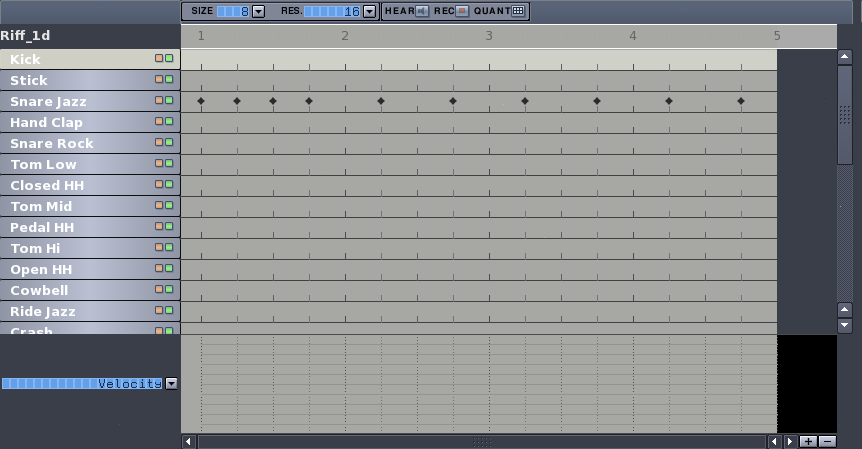 SIZE 8 RES. 16 HEAR REC QUANT
Riff_1d 1 2 3 4 5
Kick
Stick
Snare Jazz
Hand Clap
Snare Rock
Tom Low
Closed HH
Tom Mid
Pedal HH
Tom Hi
Open HH
Cowbell
Ride Jazz
Crash
Velocity